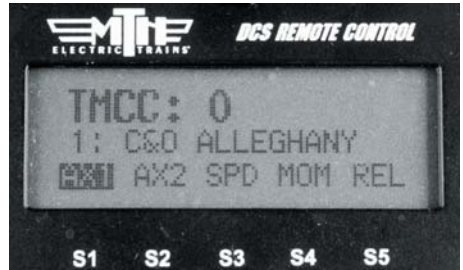 MTH DCS REMOTE CONTROL
ELECTRIC TRAINS
TMCC: 0
1: C&O ALLEGHANY
AX1 AX2 SPD MOM REL
S1 S2 S3 S4 S5